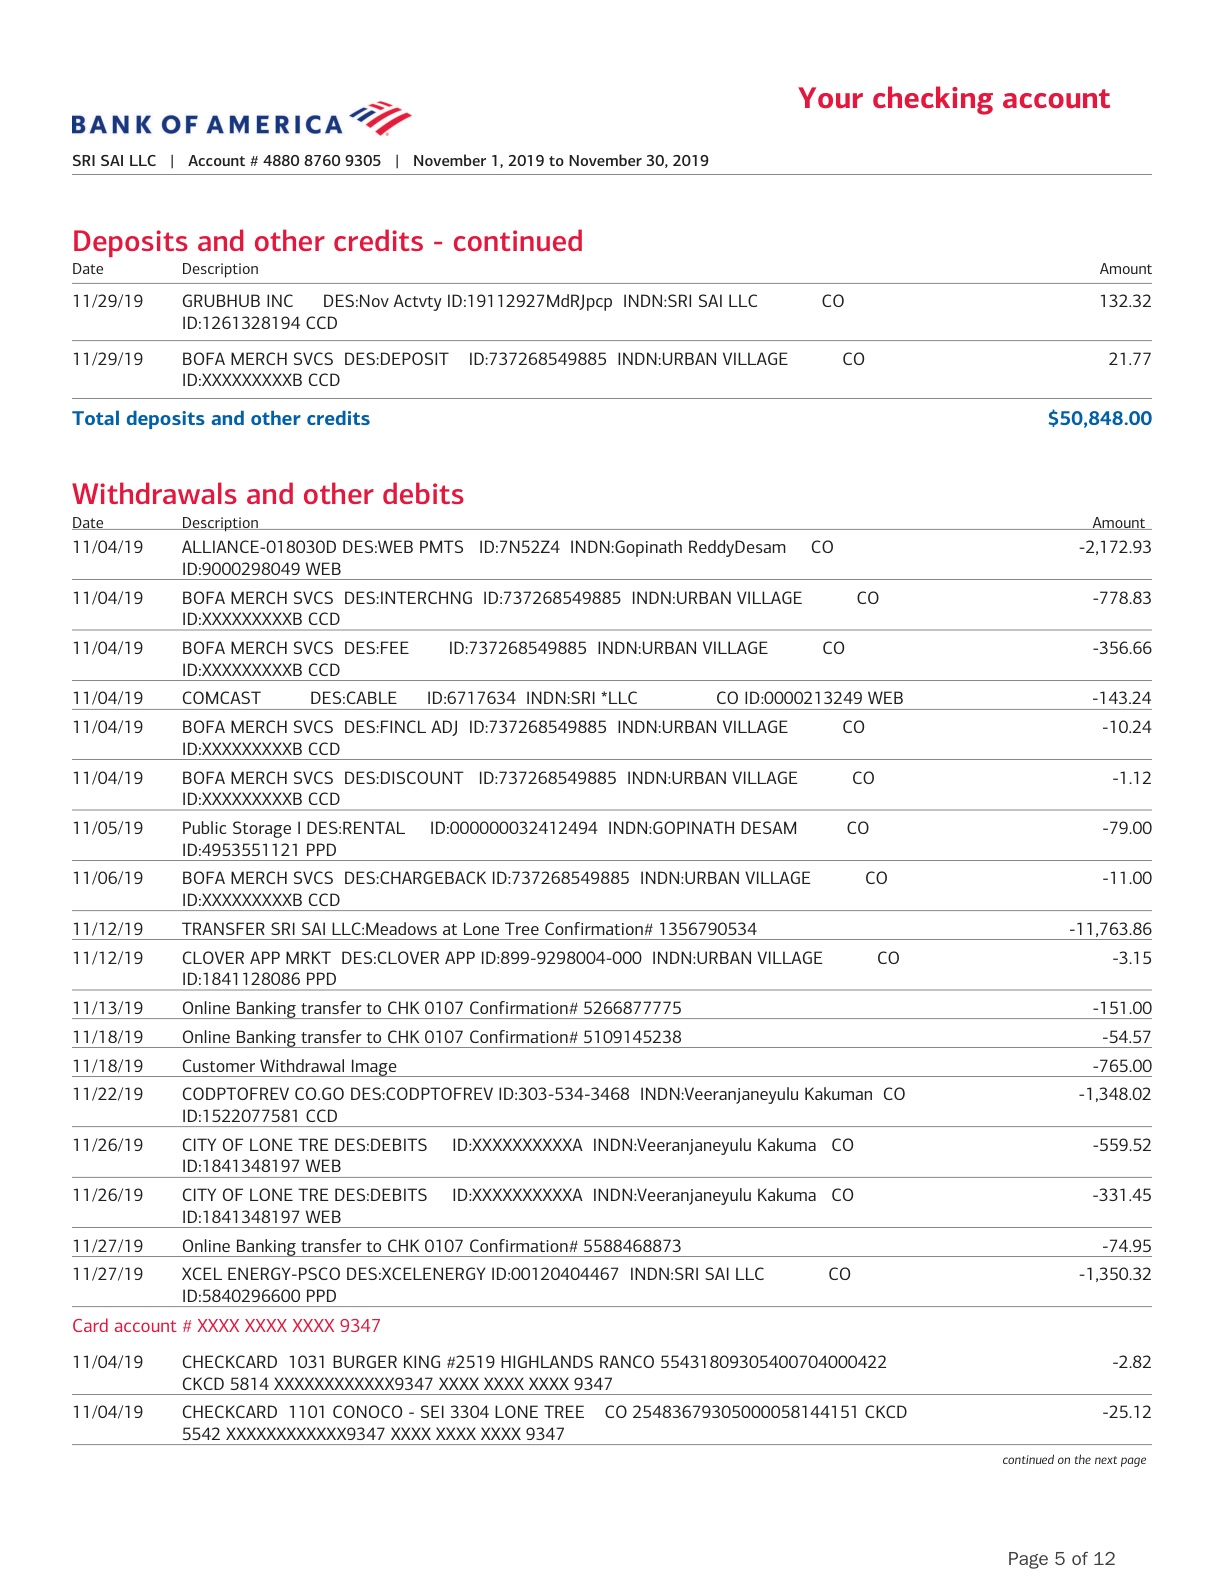 Your checking account
BANK OF AMERICA
SRI SAI LLC | Account # 4880 8760 9305 | November 1, 2019 to November 30, 2019
Deposits and other credits - continued
Date Description Amount
11/29/19 GRUBHUB INC DES:Nov Actvty ID:19112927MdRJpcp INDN:SRI SAI LLC CO 132.32
ID:1261328194 CCD
11/29/19 BOFA MERCH SVCS DES:DEPOSIT ID:737268549885 INDN:URBAN VILLAGE CO 21.77
ID:XXXXXXXXXB CCD
Total deposits and other credits $50,848.00
Withdrawals and other debits
Date Description Amount
11/04/19 ALLIANCE-018030D DES:WEB PMTS ID:7N52Z4 INDN:Gopinath ReddyDesam CO -2,172.93
ID:9000298049 WEB
11/04/19 BOFA MERCH SVCS DES:INTERCHNG ID:737268549885 INDN:URBAN VILLAGE CO -778.83
ID:XXXXXXXXXB CCD
11/04/19 BOFA MERCH SVCS DES:FEE ID:737268549885 INDN:URBAN VILLAGE CO -356.66
ID:XXXXXXXXXB CCD
11/04/19 COMCAST DES:CABLE ID:6717634 INDN:SRI *LLC CO ID:0000213249 WEB -143.24
11/04/19 BOFA MERCH SVCS DES:FINCL ADJ ID:737268549885 INDN:URBAN VILLAGE CO -10.24
ID:XXXXXXXXXB CCD
11/04/19 BOFA MERCH SVCS DES:DISCOUNT ID:737268549885 INDN:URBAN VILLAGE CO -1.12
ID:XXXXXXXXXB CCD
11/05/19 Public Storage I DES:RENTAL ID:000000032412494 INDN:GOPINATH DESAM CO -79.00
ID:4953551121 PPD
11/06/19 BOFA MERCH SVCS DES:CHARGEBACK ID:737268549885 INDN:URBAN VILLAGE CO -11.00
ID:XXXXXXXXXB CCD
11/12/19 TRANSFER SRI SAI LLC:Meadows at Lone Tree Confirmation# 1356790534 -11,763.86
11/12/19 CLOVER APP MRKT DES:CLOVER APP ID:899-9298004-000 INDN:URBAN VILLAGE CO -3.15
ID:1841128086 PPD
11/13/19 Online Banking transfer to CHK 0107 Confirmation# 5266877775 -151.00
11/18/19 Online Banking transfer to CHK 0107 Confirmation# 5109145238 -54.57
11/18/19 Customer Withdrawal Image -765.00
11/22/19 CODPTOFREV CO.GO DES:CODPTOFREV ID:303-534-3468 INDN:Veeranjaneyulu Kakuman CO -1,348.02
ID:1522077581 CCD
11/26/19 CITY OF LONE TRE DES:DEBITS ID:XXXXXXXXXXA INDN:Veeranjaneyulu Kakuma CO -559.52
ID:1841348197 WEB
11/26/19 CITY OF LONE TRE DES:DEBITS ID:XXXXXXXXXXA INDN:Veeranjaneyulu Kakuma CO -331.45
ID:1841348197 WEB
11/27/19 Online Banking transfer to CHK 0107 Confirmation# 5588468873 -74.95
11/27/19 XCEL ENERGY-PSCO DES:XCELENERGY ID:00120404467 INDN:SRI SAI LLC CO -1,350.32
ID:5840296600 PPD
Card account # XXXX XXXX XXXX 9347
11/04/19 CHECKCARD 1031 BURGER KING #2519 HIGHLANDS RANCO 55431809305400704000422 -2.82
CKCD 5814 XXXXXXXXXXXX9347 XXXX XXXX XXXX 9347
11/04/19 CHECKCARD 1101 CONOCO - SEI 3304 LONE TREE CO 25483679305000058144151 CKCD -25.12
5542 XXXXXXXXXXXX9347 XXXX XXXX XXXX 9347
continued on the next page
Page 5 of 12